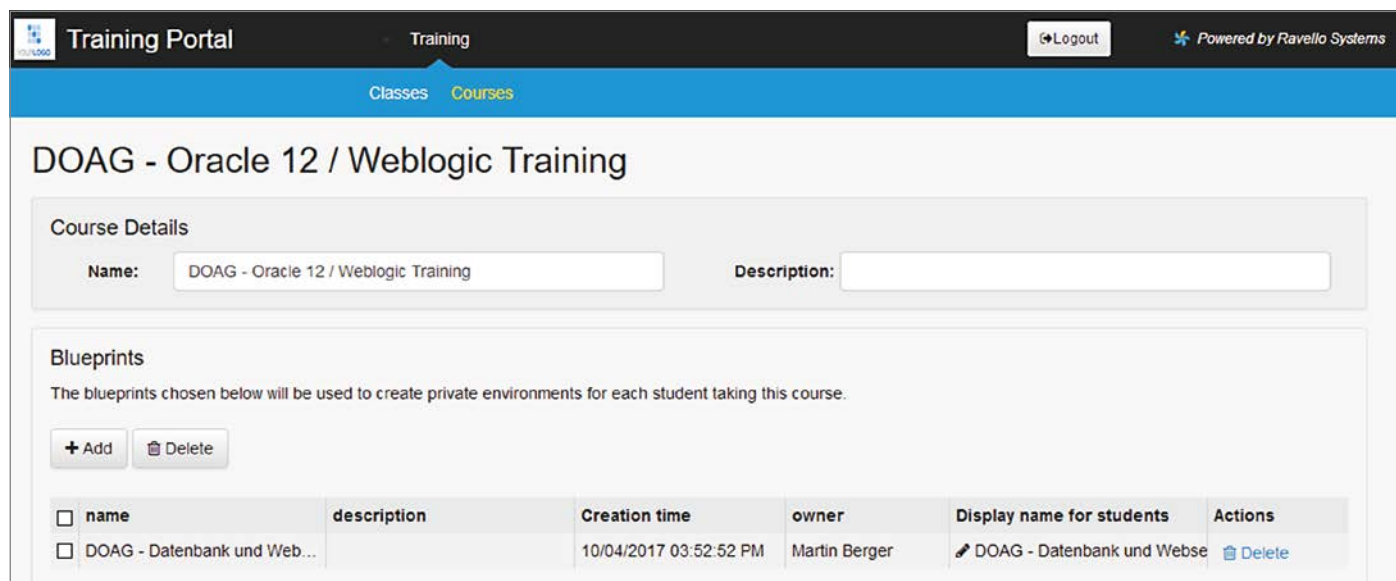 YOUR LOGO Training Portal Training Logout Powered by Ravello Systems
Classes Courses
DOAG - Oracle 12 / Weblogic Training
Course Details
Name: DOAG - Oracle 12 / Weblogic Training Description:
Blueprints
The blueprints chosen below will be used to create private environments for each student taking this course.
+ Add Delete
name description Creation time owner Display name for students Actions
DOAG - Datenbank und Web... 10/04/2017 03:52:52 PM Martin Berger DOAG - Datenbank und Webse Delete